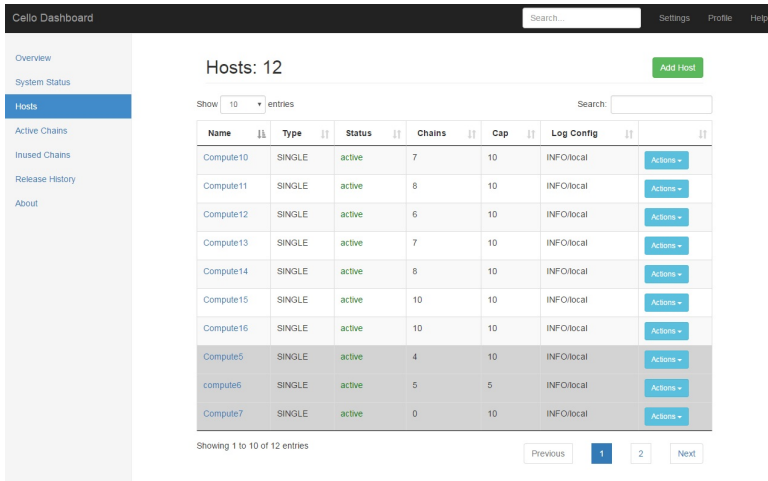 Cello Dashboard Search... Settings Profile Help
Overview
System Status
Hosts
Active Chains
Inused Chains
Release History
About
Hosts: 12 Add Host
Show 10 entries Search:
Name Type Status Chains Cap Log Config
Compute10 SINGLE active 7 10 INFO/local Actions
Compute11 SINGLE active 8 10 INFO/local Actions
Compute12 SINGLE active 6 10 INFO/local Actions
Compute13 SINGLE active 7 10 INFO/local Actions
Compute14 SINGLE active 8 10 INFO/local Actions
Compute15 SINGLE active 10 10 INFO/local Actions
Compute16 SINGLE active 10 10 INFO/local Actions
Compute5 SINGLE active 4 10 INFO/local Actions
compute6 SINGLE active 5 5 INFO/local Actions
Compute7 SINGLE active 0 10 INFO/local Actions
Showing 1 to 10 of 12 entries
Previous 1 2 Next